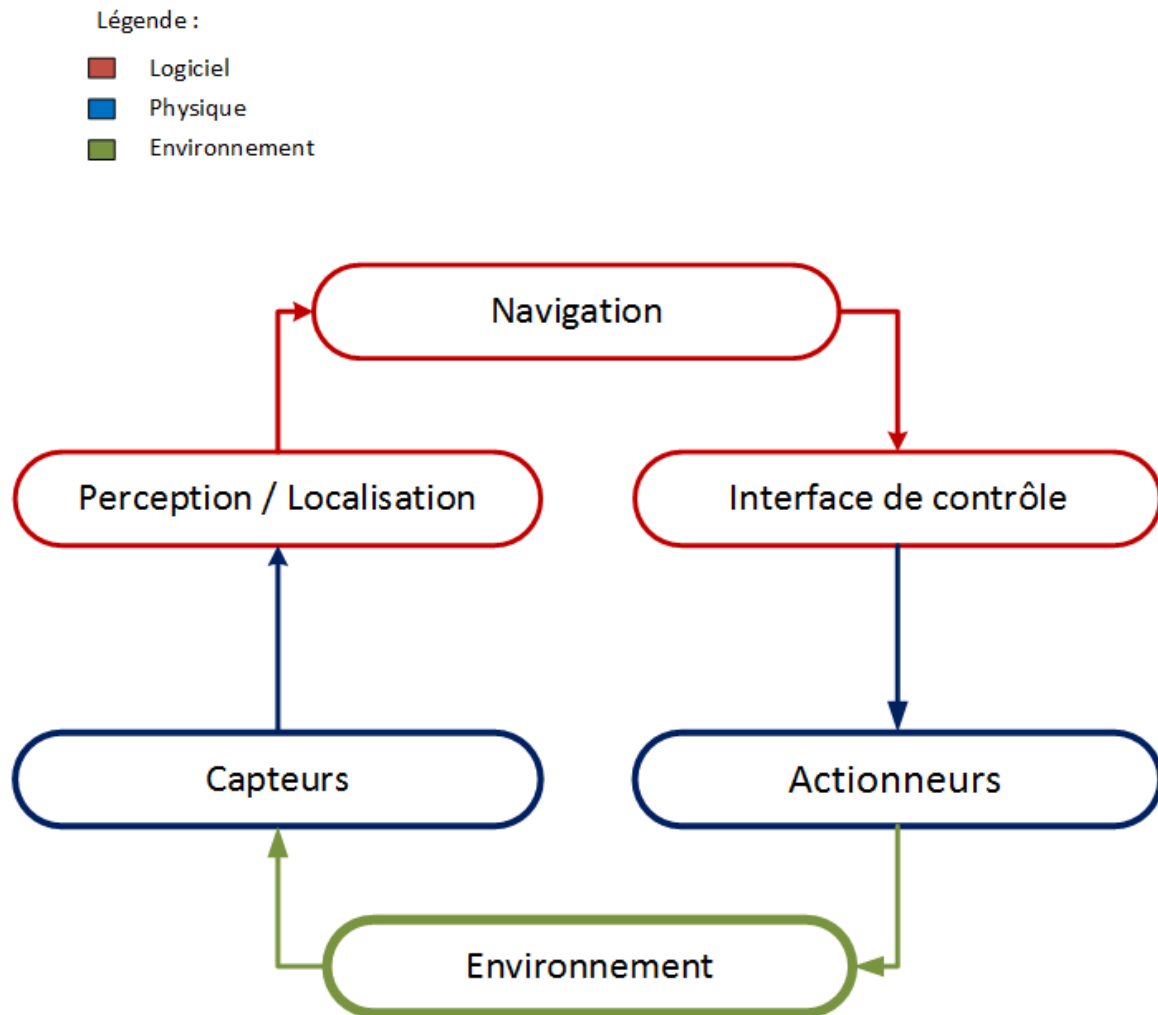 Légende :
Logiciel
Physique
Environnement
Navigation
Perception / Localisation
Interface de contrôle
Capteurs
Actionneurs
Environnement